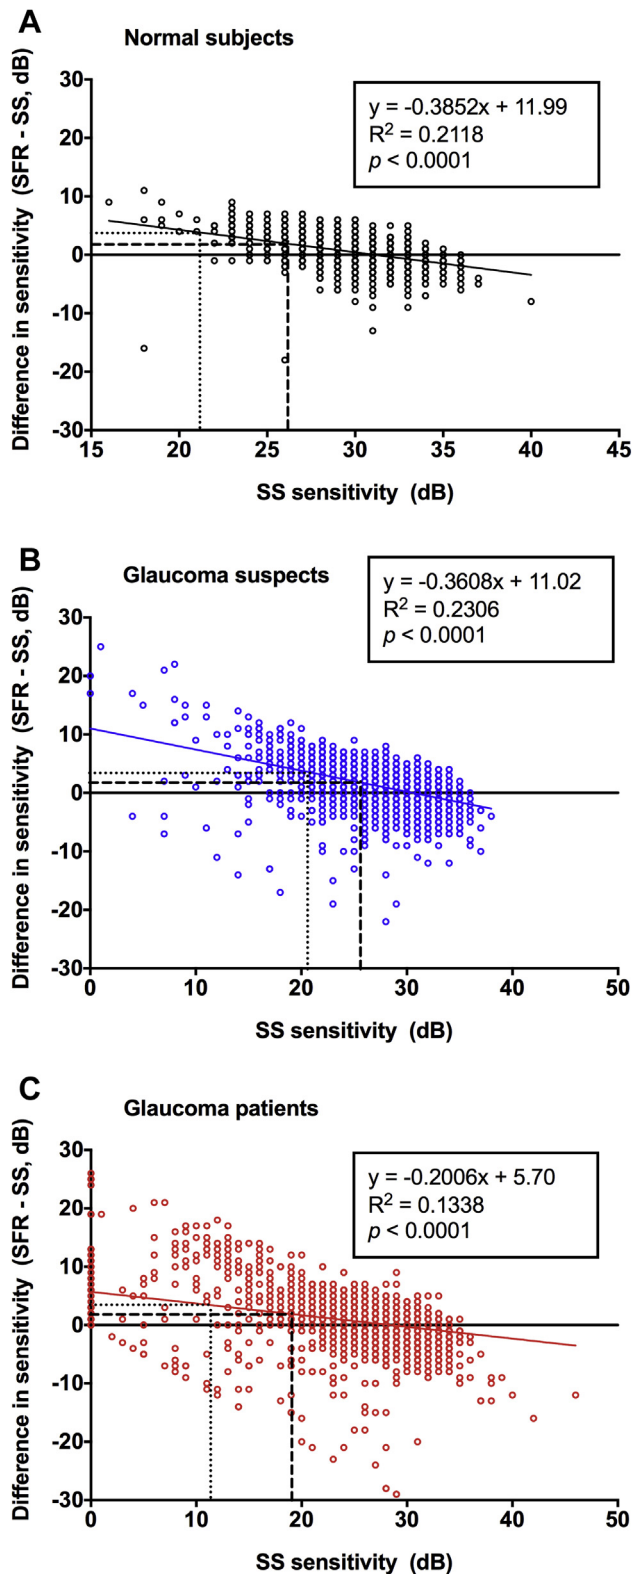 A
Normal subjects
y = -0.3852x + 11.99
R² = 0.2118
p < 0.0001
Difference in sensitivity (SFR - SS, dB)
30
20
10
0
-10
-20
-30
15 20 25 30 35 40 45
SS sensitivity (dB)
B
Glaucoma suspects
y = -0.3608x + 11.02
R² = 0.2306
p < 0.0001
Difference in sensitivity (SFR - SS, dB)
30
20
10
0
-10
-20
-30
0 10 20 30 40 50
SS sensitivity (dB)
C
Glaucoma patients
y = -0.2006x + 5.70
R² = 0.1338
p < 0.0001
Difference in sensitivity (SFR - SS, dB)
30
20
10
0
-10
-20
-30
0 10 20 30 40 50
SS sensitivity (dB)